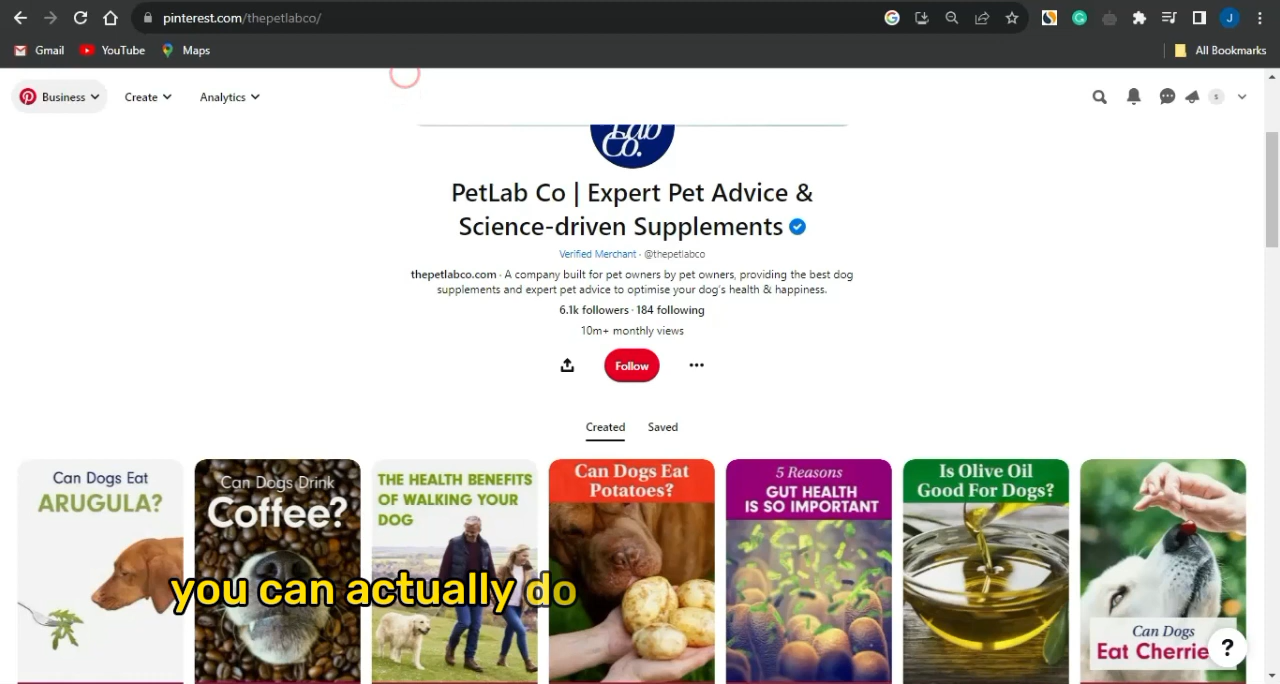 pinterest.com/thepetlabco/
Gmail
YouTube
Maps
All Bookmarks
J
Business
Create
Analytics
s
Lab
Co.
PetLab Co | Expert Pet Advice &
Science-driven Supplements
Verified Merchant · @thepetlabco
thepetlabco.com · A company built for pet owners by pet owners, providing the best dog
supplements and expert pet advice to optimise your dog's health & happiness.
6.1k followers · 184 following
10m+ monthly views
Follow
Created
Saved
Can Dogs Eat
ARUGULA?
Can Dogs Drink
Coffee?
THE HEALTH BENEFITS
OF WALKING YOUR
DOG
Can Dogs Eat
Potatoes?
5 Reasons
GUT HEALTH
IS SO IMPORTANT
Is Olive Oil
Good For Dogs?
Can Dogs
Eat Cherrie
?
you can actually do